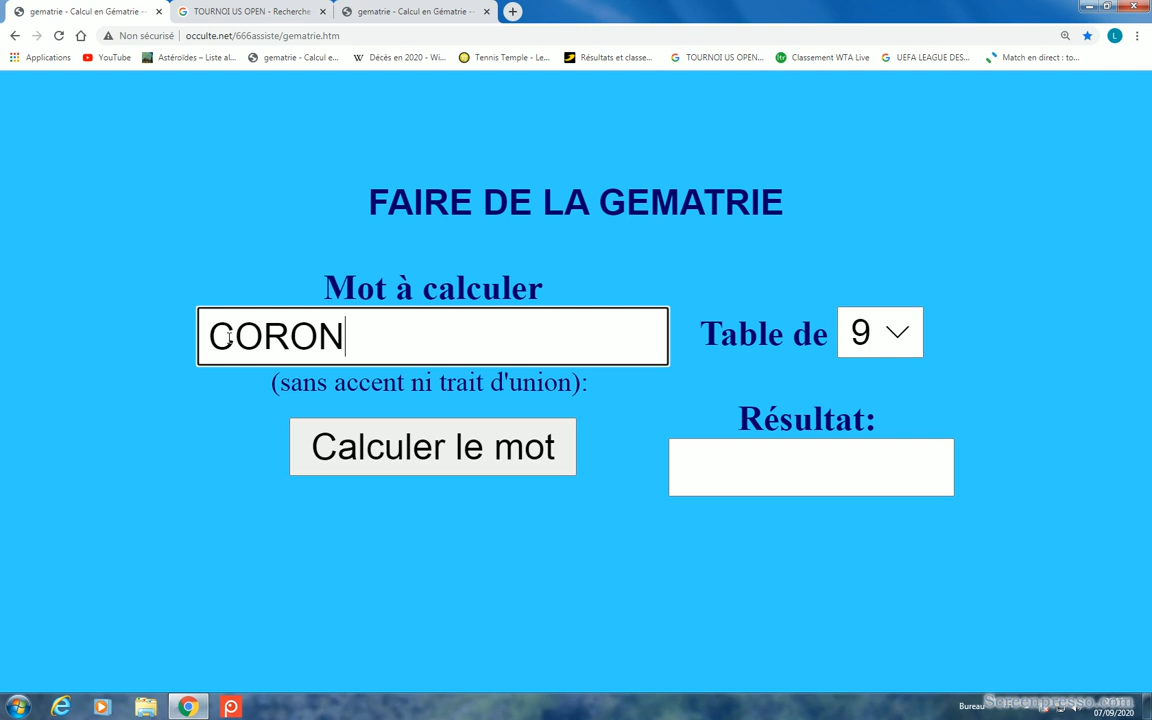 gematrie - Calcul en Gématrie --
TOURNOI US OPEN - Recherche
gematrie - Calcul en Gématrie --
Non sécurisé
occulte.net/666assiste/gematrie.htm
L
Applications
YouTube
Astéroïdes – Liste al...
gematrie - Calcul e...
Décès en 2020 - Wi...
Tennis Temple - Le...
Résultats et classe...
TOURNOI US OPEN...
Classement WTA Live
UEFA LEAGUE DES...
Match en direct : to...
FAIRE DE LA GEMATRIE
Mot à calculer
CORON
Table de 9
(sans accent ni trait d'union):
Calculer le mot
Résultat:
Bureau
Screenpresso.com
07/09/2020